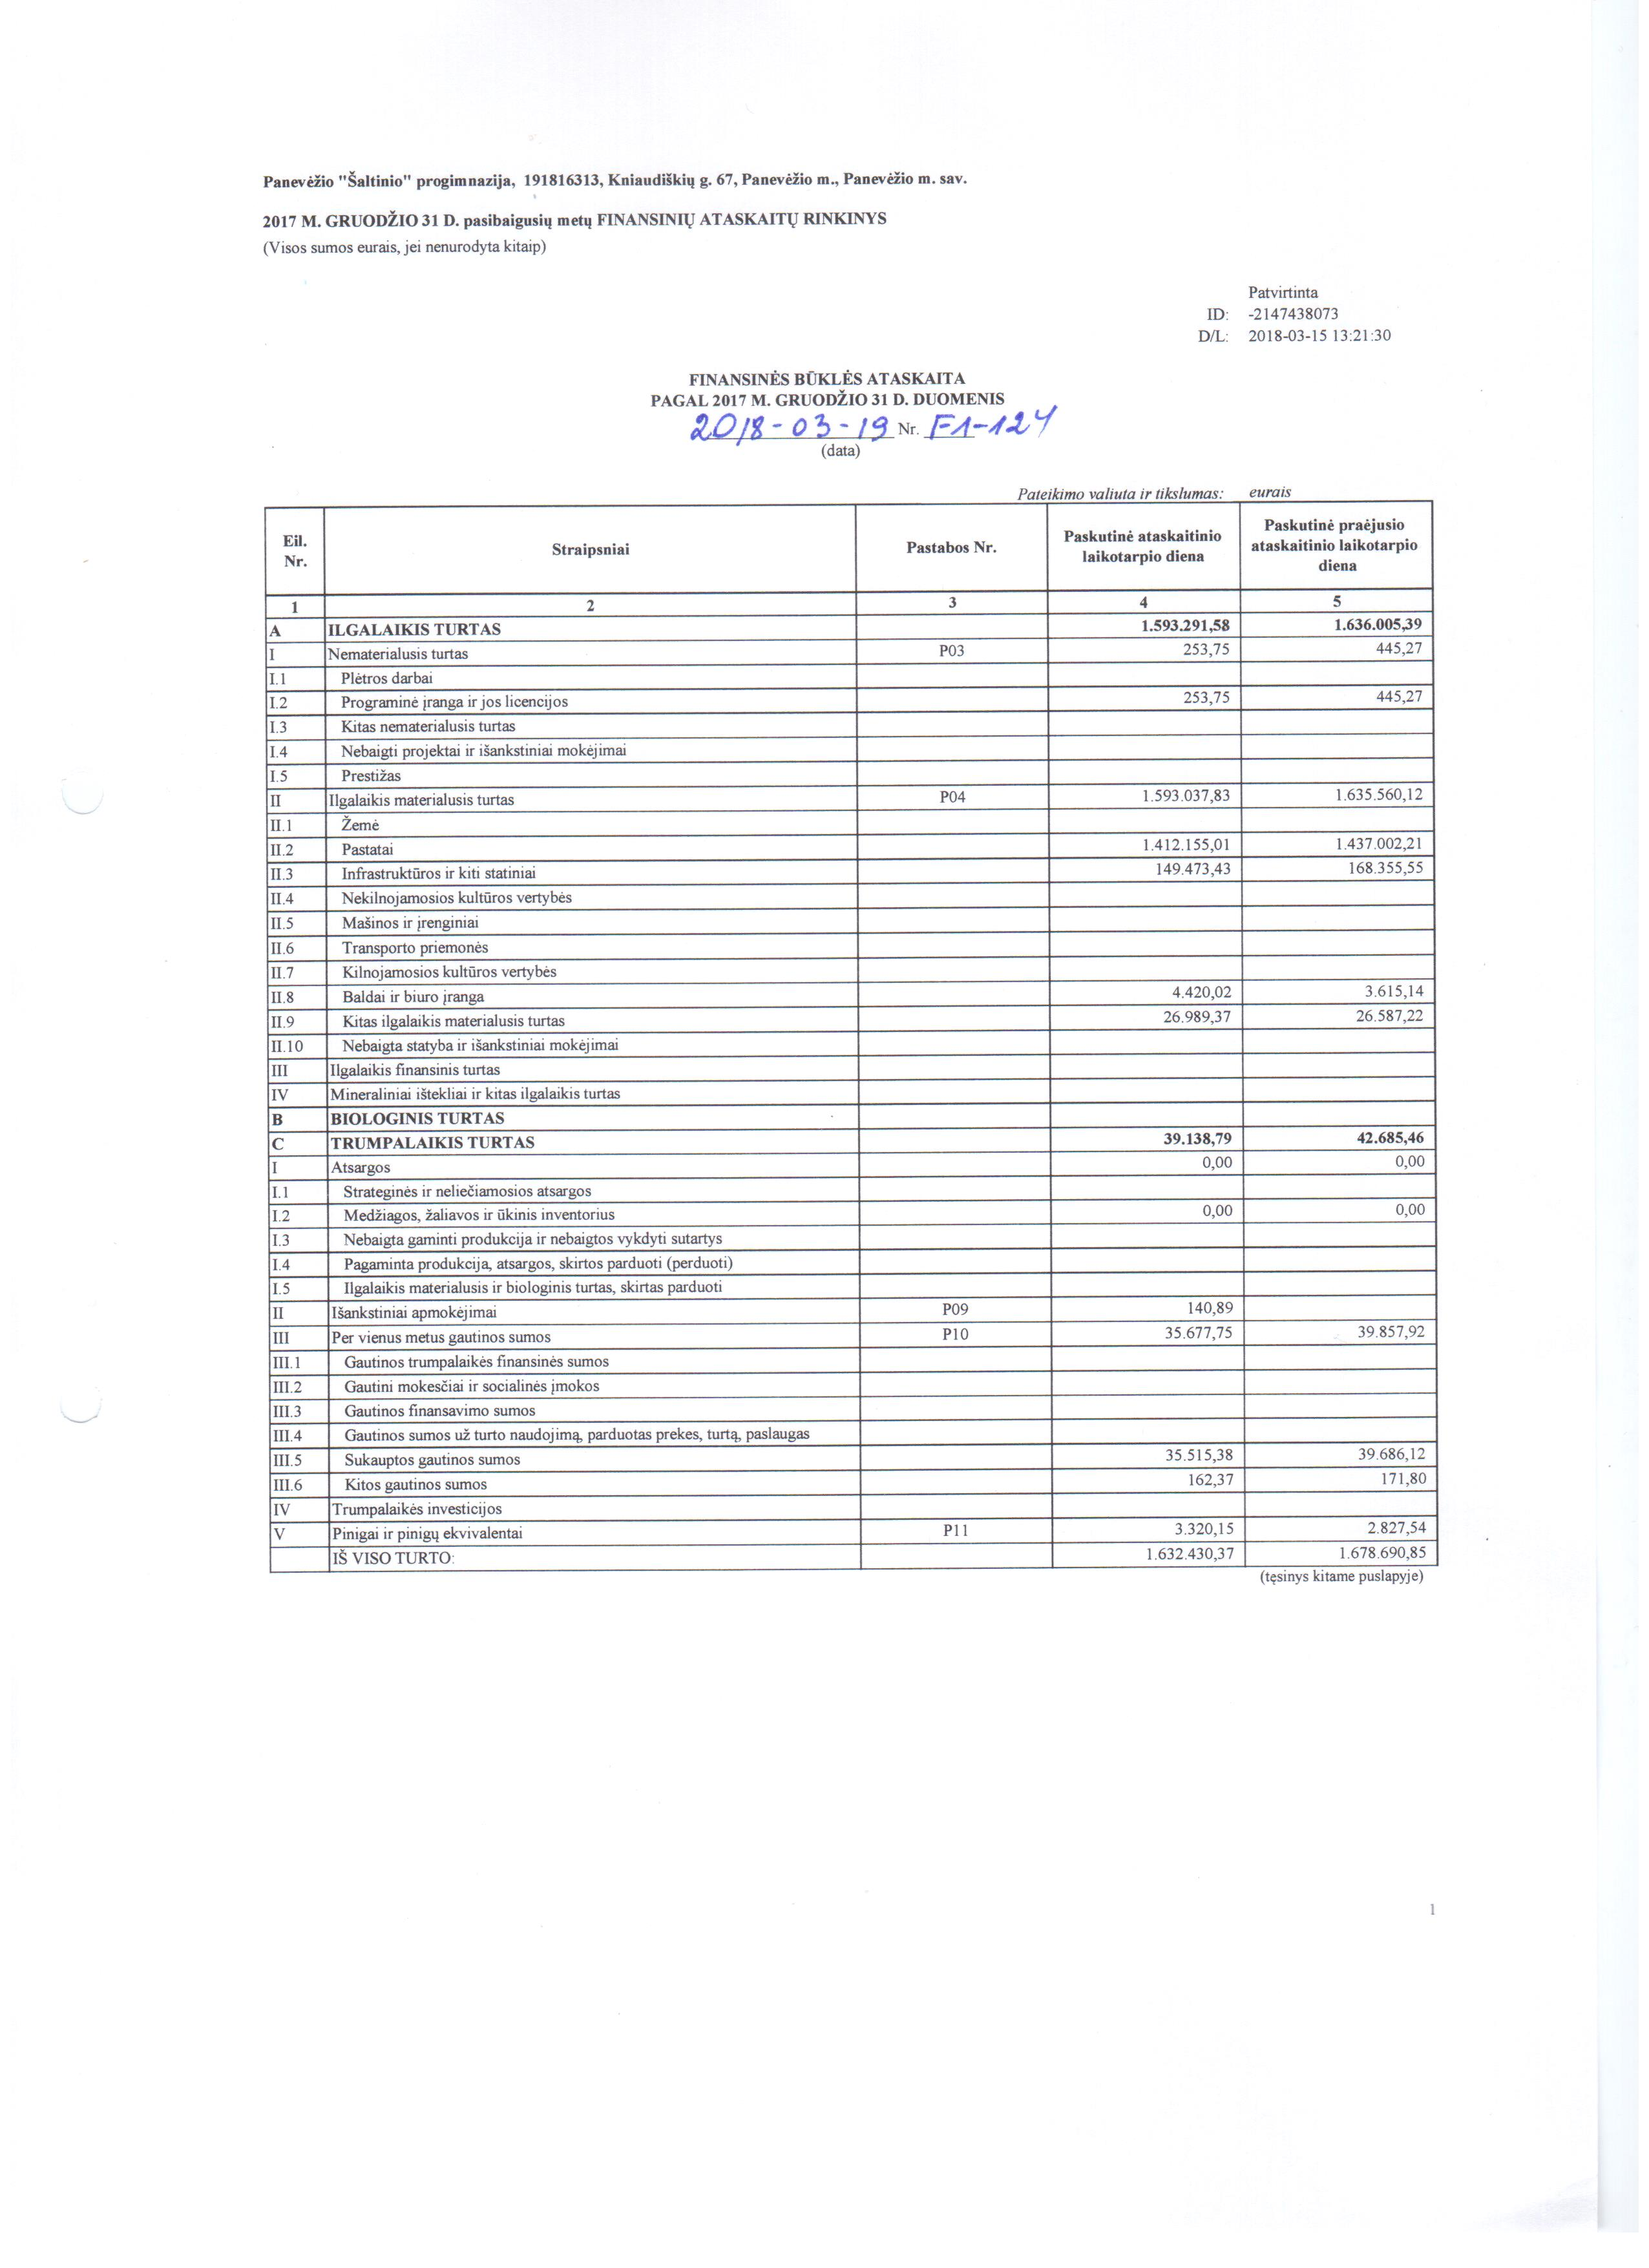 Panevėžio "Šaltinio" progimnazija, 191816313, Kniaudiškių g. 67, Panevėžio m., Panevėžio m. sav.
2017 M. GRUODŽIO 31 D. pasibaigusių metų FINANSINIŲ ATASKAITŲ RINKINYS
(Visos sumos eurais, jei nenurodyta kitaip)
Patvirtinta
ID: -2147438073
D/L: 2018-03-15 13:21:30
FINANSINĖS BŪKLĖS ATASKAITA
PAGAL 2017 M. GRUODŽIO 31 D. DUOMENIS
2018-03-19 Nr. F1-124
(data)
Pateikimo valiuta ir tikslumas: eurais
Eil. Nr. Straipsniai Pastabos Nr. Paskutinė ataskaitinio laikotarpio diena Paskutinė praėjusio ataskaitinio laikotarpio diena
1 2 3 4 5
A ILGALAIKIS TURTAS 1.593.291,58 1.636.005,39
I Nematerialusis turtas P03 253,75 445,27
I.1 Plėtros darbai
I.2 Programinė įranga ir jos licencijos 253,75 445,27
I.3 Kitas nematerialusis turtas
I.4 Nebaigti projektai ir išankstiniai mokėjimai
I.5 Prestižas
II Ilgalaikis materialusis turtas P04 1.593.037,83 1.635.560,12
II.1 Žemė
II.2 Pastatai 1.412.155,01 1.437.002,21
II.3 Infrastruktūros ir kiti statiniai 149.473,43 168.355,55
II.4 Nekilnojamosios kultūros vertybės
II.5 Mašinos ir įrenginiai
II.6 Transporto priemonės
II.7 Kilnojamosios kultūros vertybės
II.8 Baldai ir biuro įranga 4.420,02 3.615,14
II.9 Kitas ilgalaikis materialusis turtas 26.989,37 26.587,22
II.10 Nebaigta statyba ir išankstiniai mokėjimai
III Ilgalaikis finansinis turtas
IV Mineraliniai ištekliai ir kitas ilgalaikis turtas
B BIOLOGINIS TURTAS
C TRUMPALAIKIS TURTAS 39.138,79 42.685,46
I Atsargos 0,00 0,00
I.1 Strateginės ir neliečiamosios atsargos
I.2 Medžiagos, žaliavos ir ūkinis inventorius 0,00 0,00
I.3 Nebaigta gaminti produkcija ir nebaigtos vykdyti sutartys
I.4 Pagaminta produkcija, atsargos, skirtos parduoti (perduoti)
I.5 Ilgalaikis materialusis ir biologinis turtas, skirtas parduoti
II Išankstiniai apmokėjimai P09 140,89
III Per vienus metus gautinos sumos P10 35.677,75 39.857,92
III.1 Gautinos trumpalaikės finansinės sumos
III.2 Gautini mokesčiai ir socialinės įmokos
III.3 Gautinos finansavimo sumos
III.4 Gautinos sumos už turto naudojimą, parduotas prekes, turtą, paslaugas
III.5 Sukauptos gautinos sumos 35.515,38 39.686,12
III.6 Kitos gautinos sumos 162,37 171,80
IV Trumpalaikės investicijos
V Pinigai ir pinigų ekvivalentai P11 3.320,15 2.827,54
IŠ VISO TURTO: 1.632.430,37 1.678.690,85
(tęsinys kitame puslapyje)
1